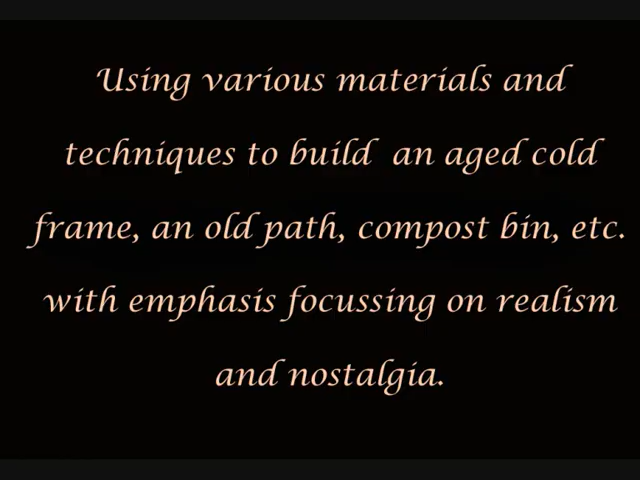 Using various materials and
techniques to build an aged cold
frame, an old path, compost bin, etc.
with emphasis focussing on realism
and nostalgia.